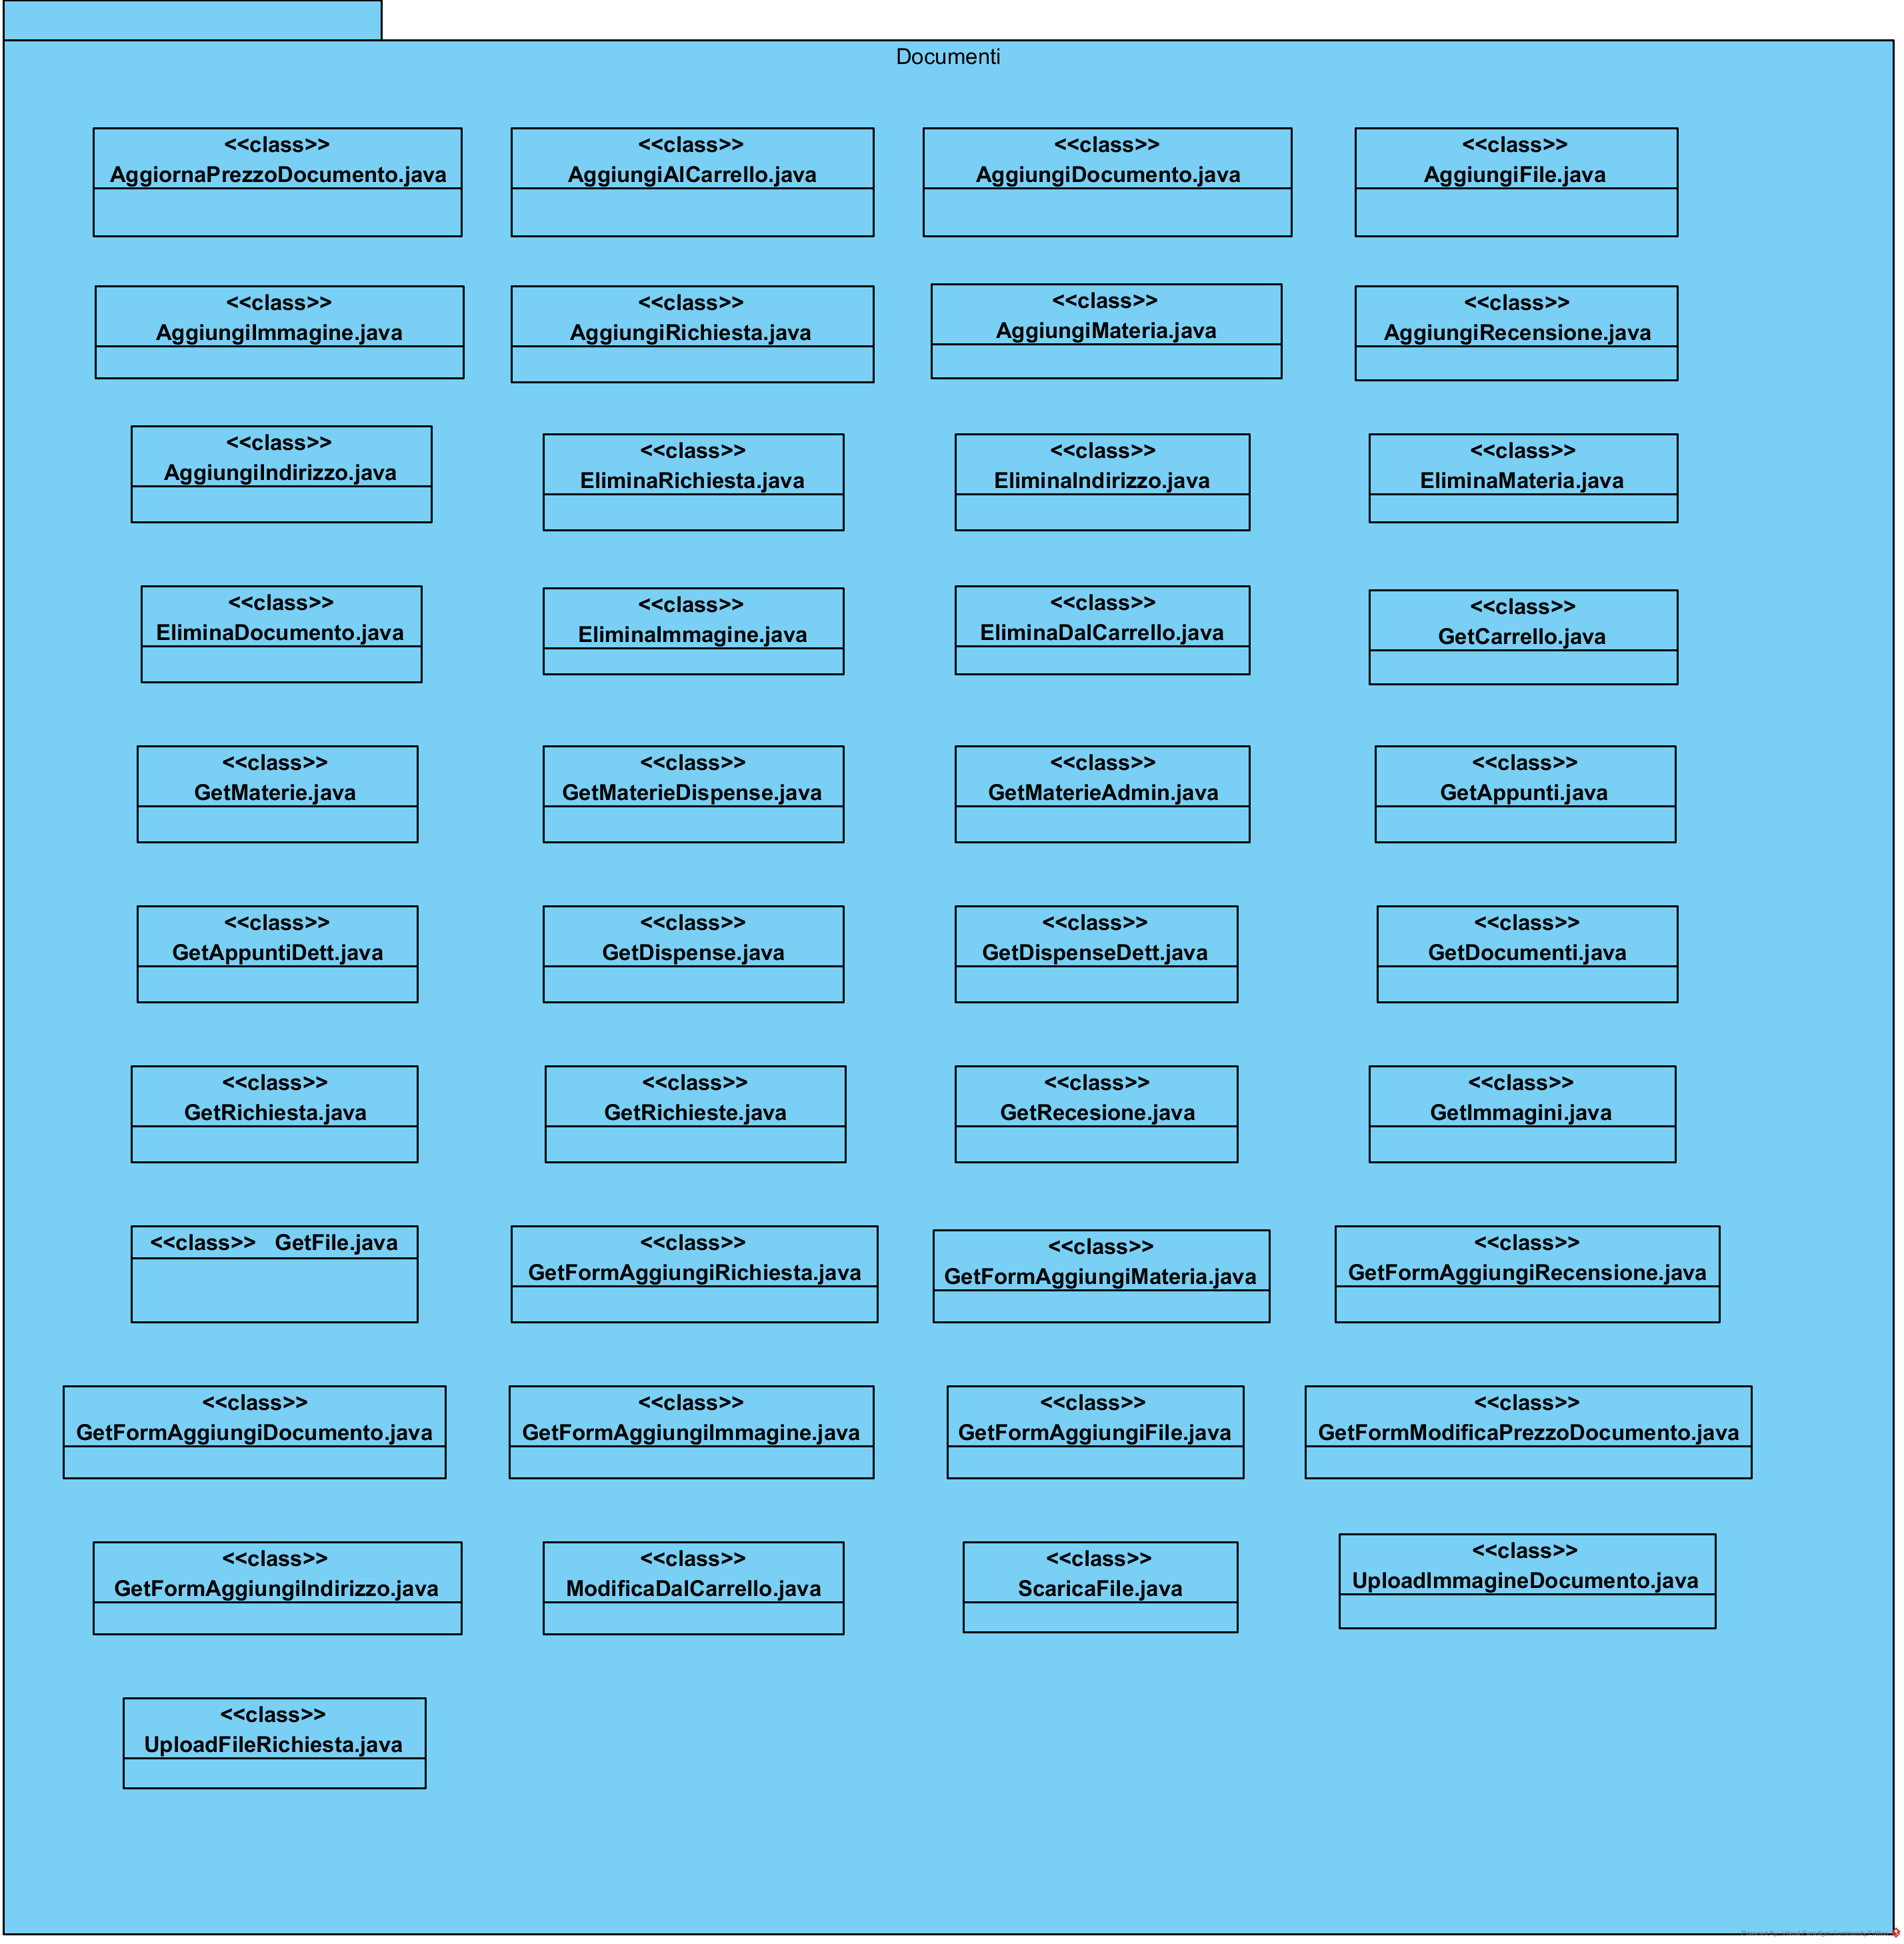 Documenti
<<class>>
AggiornaPrezzoDocumento.java
<<class>>
AggiungiAlCarrello.java
<<class>>
AggiungiDocumento.java
<<class>>
AggiungiFile.java
<<class>>
AggiungiImmagine.java
<<class>>
AggiungiRichiesta.java
<<class>>
AggiungiMateria.java
<<class>>
AggiungiRecensione.java
<<class>>
AggiungiIndirizzo.java
<<class>>
EliminaRichiesta.java
<<class>>
EliminaIndirizzo.java
<<class>>
EliminaMateria.java
<<class>>
EliminaDocumento.java
<<class>>
EliminaImmagine.java
<<class>>
EliminaDalCarrello.java
<<class>>
GetCarrello.java
<<class>>
GetMaterie.java
<<class>>
GetMaterieDispense.java
<<class>>
GetMaterieAdmin.java
<<class>>
GetAppunti.java
<<class>>
GetAppuntiDett.java
<<class>>
GetDispense.java
<<class>>
GetDispenseDett.java
<<class>>
GetDocumenti.java
<<class>>
GetRichiesta.java
<<class>>
GetRichieste.java
<<class>>
GetRecesione.java
<<class>>
GetImmagini.java
<<class>> GetFile.java
<<class>>
GetFormAggiungiRichiesta.java
<<class>>
GetFormAggiungiMateria.java
<<class>>
GetFormAggiungiRecensione.java
<<class>>
GetFormAggiungiDocumento.java
<<class>>
GetFormAggiungiImmagine.java
<<class>>
GetFormAggiungiFile.java
<<class>>
GetFormModificaPrezzoDocumento.java
<<class>>
GetFormAggiungiIndirizzo.java
<<class>>
ModificaDalCarrello.java
<<class>>
ScaricaFile.java
<<class>>
UploadImmagineDocumento.java
<<class>>
UploadFileRichiesta.java